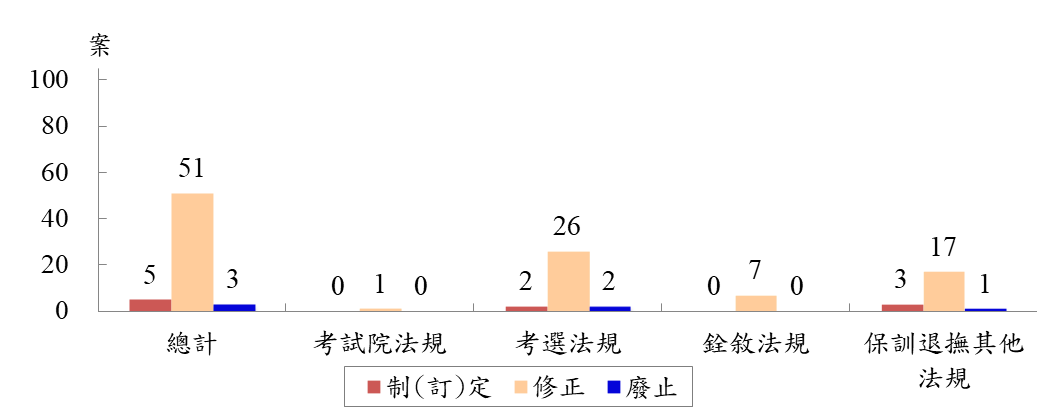 案
100
80
60
40
20
0
51
5
3
0
1
0
26
2
2
7
0
0
17
3
1
總計
考試院法規
考選法規
銓敘法規
保訓退撫其他
法規
制(訂)定
修正
廢止